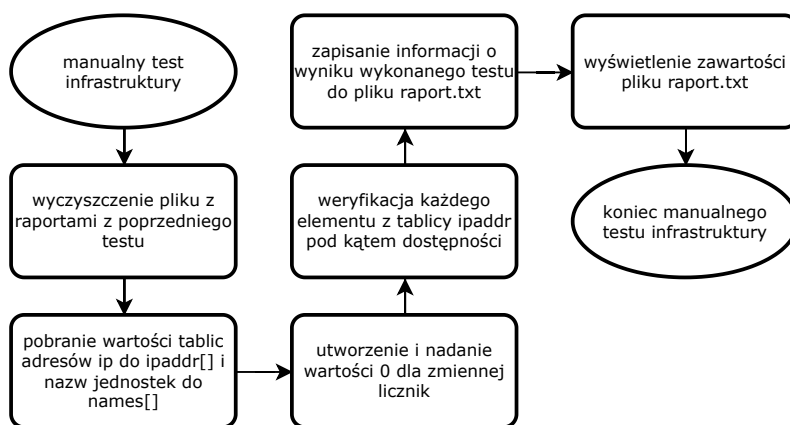 manualny test
infrastruktury
wyczyszczenie pliku z
raportami z poprzedniego
testu
pobranie wartości tablic
adresów ip do ipaddr[] i
nazw jednostek do
names[]
utworzenie i nadanie
wartości 0 dla zmiennej
licznik
weryfikacja każdego
elementu z tablicy ipaddr
pod kątem dostępności
zapisanie informacji o
wyniku wykonanego testu
do pliku raport.txt
wyświetlenie zawartości
pliku raport.txt
koniec manualnego
testu infrastruktury